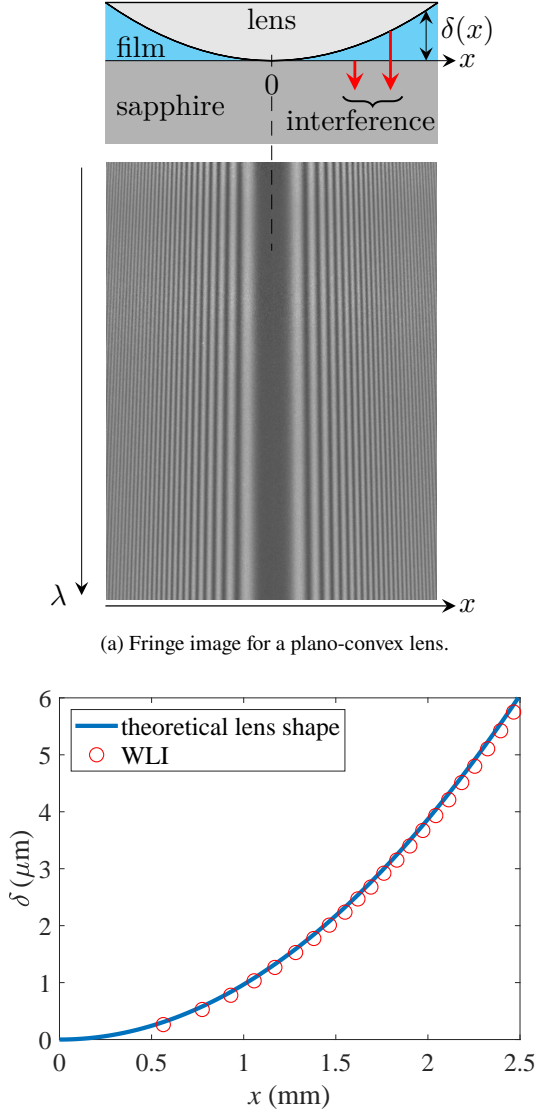 lens
film
δ(x)
x
0
sapphire
interference
λ
x
(a) Fringe image for a plano-convex lens.
6
theoretical lens shape
WLI
5
4
3
δ (μm)
2
1
0
0 0.5 1 1.5 2 2.5
x (mm)